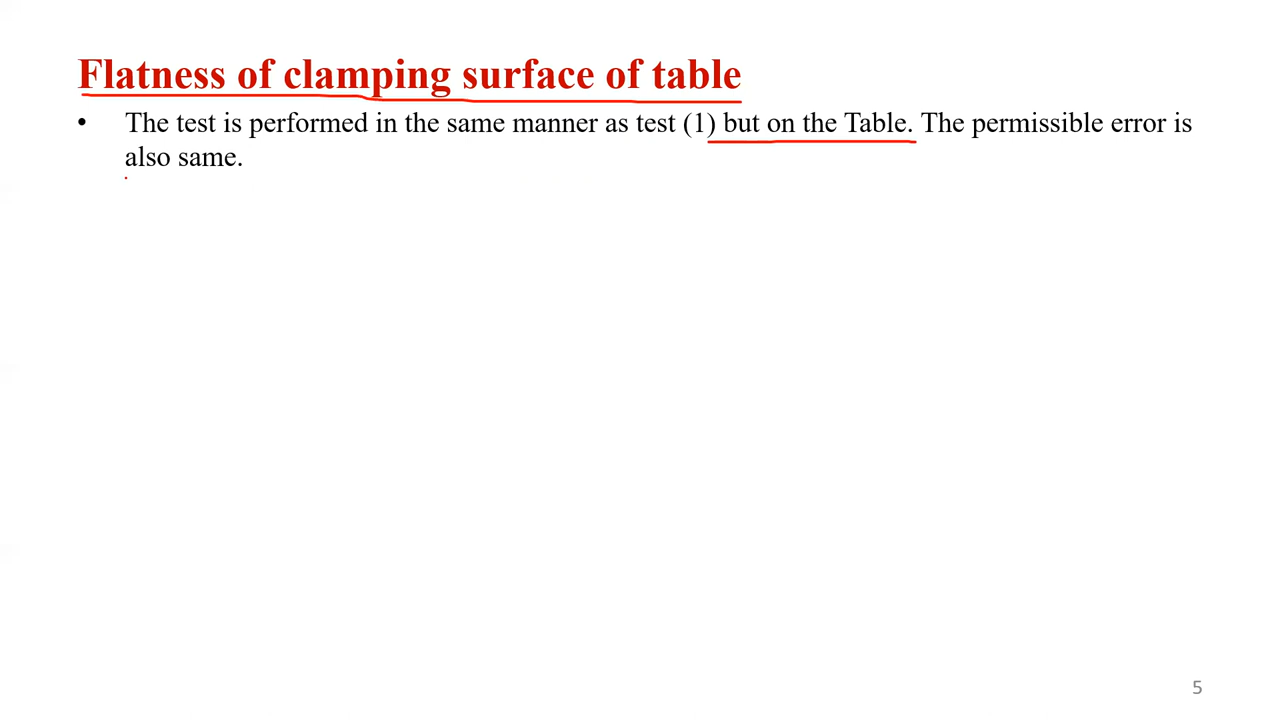 Flatness of clamping surface of table
• The test is performed in the same manner as test (1) but on the Table. The permissible error is
also same.
5